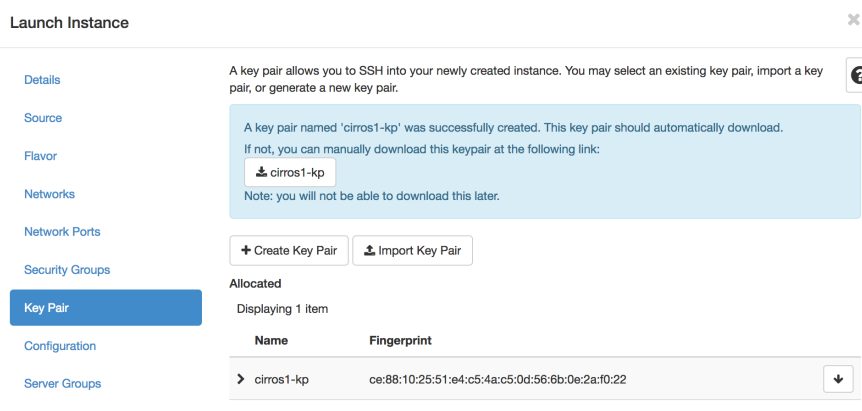 Launch Instance
Details
Source
Flavor
Networks
Network Ports
Security Groups
Key Pair
Configuration
Server Groups
A key pair allows you to SSH into your newly created instance. You may select an existing key pair, import a key
pair, or generate a new key pair.
A key pair named 'cirros1-kp' was successfully created. This key pair should automatically download.
If not, you can manually download this keypair at the following link:
cirros1-kp
Note: you will not be able to download this later.
Create Key Pair
Import Key Pair
Allocated
Displaying 1 item
Name Fingerprint
cirros1-kp ce:88:10:25:51:e4:c5:4a:c5:0d:56:6b:0e:2a:f0:22